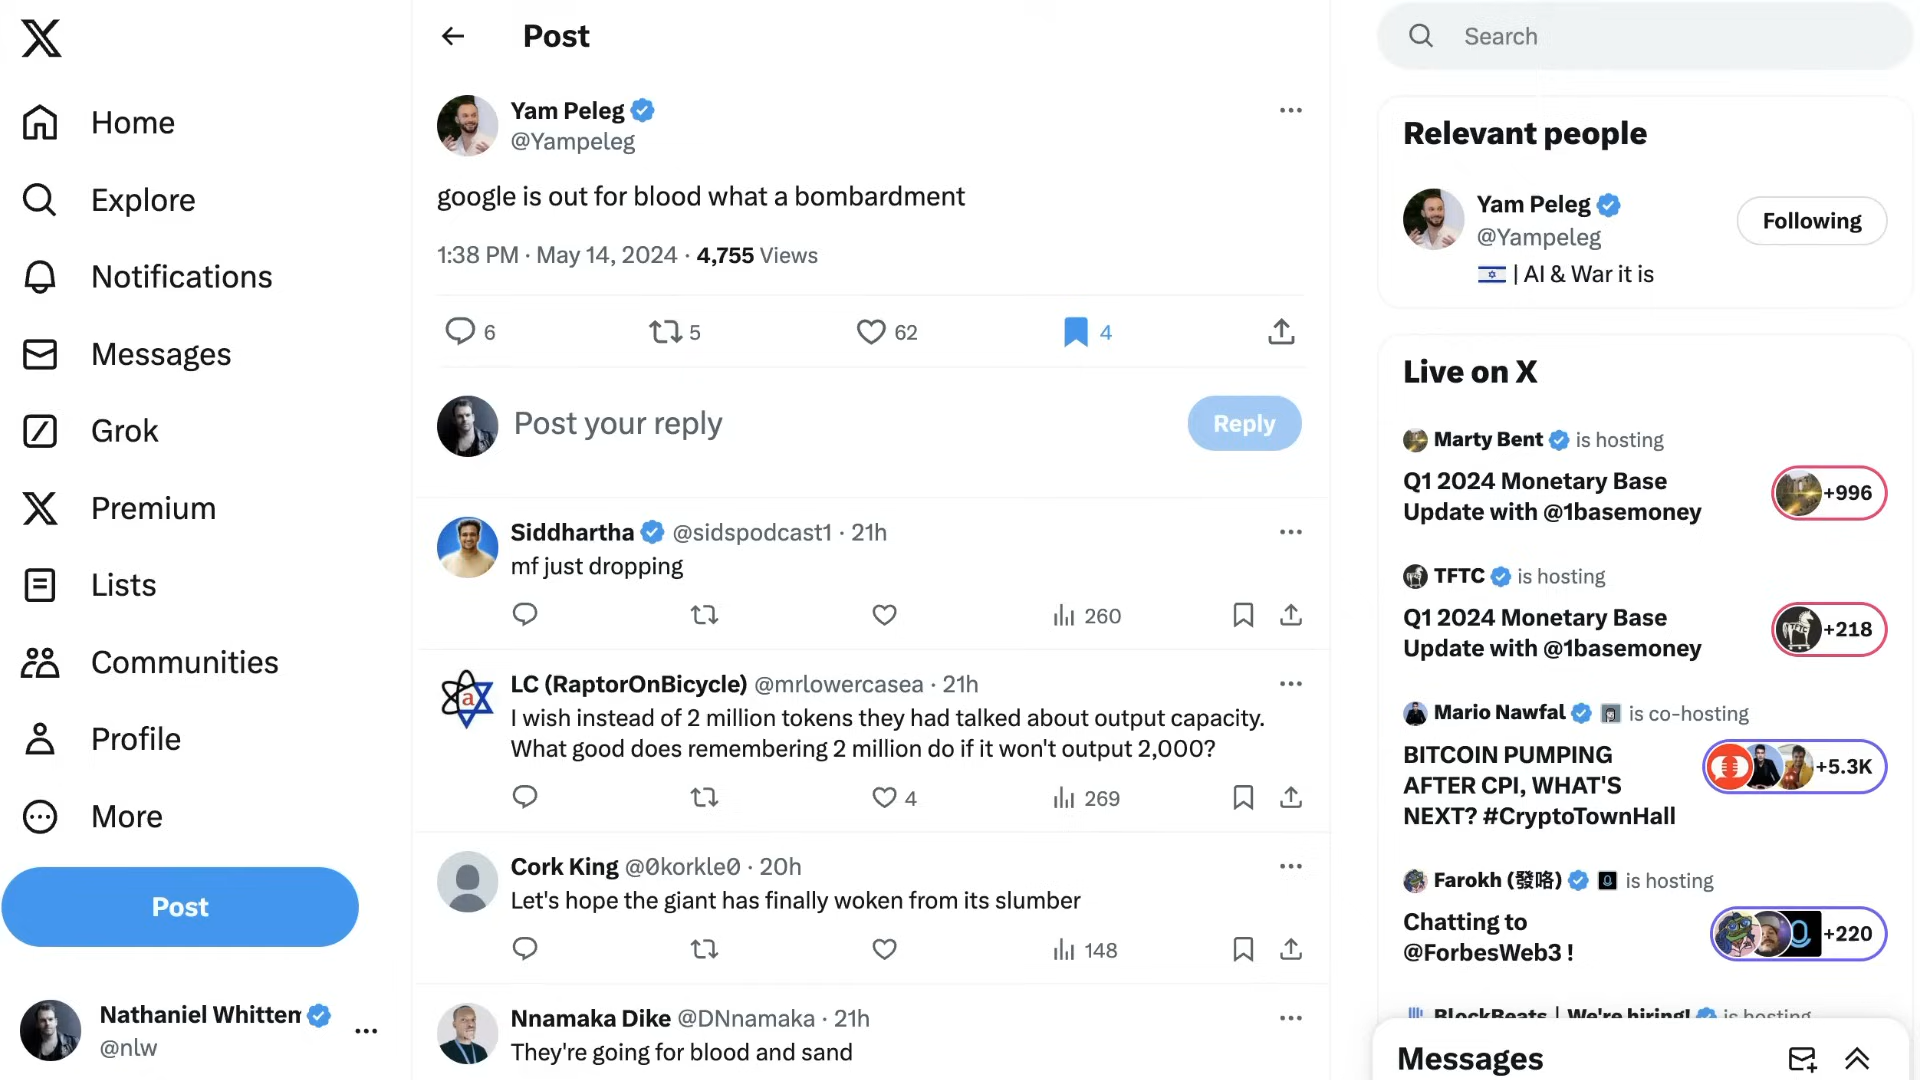 Home
Explore
Notifications
Messages
Grok
Premium
Lists
Communities
Profile
More
Post
Nathaniel Whittem
@nlw
Post
Yam Peleg
@Yampeleg
google is out for blood what a bombardment
1:38 PM · May 14, 2024 · 4,755 Views
6 5 62 4
Post your reply
Reply
Siddhartha @sidspodcast1 · 21h
mf just dropping
260
LC (RaptorOnBicycle) @mrlowercasea · 21h
I wish instead of 2 million tokens they had talked about output capacity.
What good does remembering 2 million do if it won't output 2,000?
4 269
Cork King @0korkle0 · 20h
Let's hope the giant has finally woken from its slumber
148
Nnamaka Dike @DNnamaka · 21h
They're going for blood and sand
Search
Relevant people
Yam Peleg
@Yampeleg
Following
| AI & War it is
Live on X
Marty Bent is hosting
Q1 2024 Monetary Base
Update with @1basemoney
+996
TFTC is hosting
Q1 2024 Monetary Base
Update with @1basemoney
+218
Mario Nawfal is co-hosting
BITCOIN PUMPING
AFTER CPI, WHAT'S
NEXT? #CryptoTownHall
+5.3K
Farokh (發咯) is hosting
Chatting to
@ForbesWeb3 !
+220
BlockBeats | We're hiring! is hosting
Messages